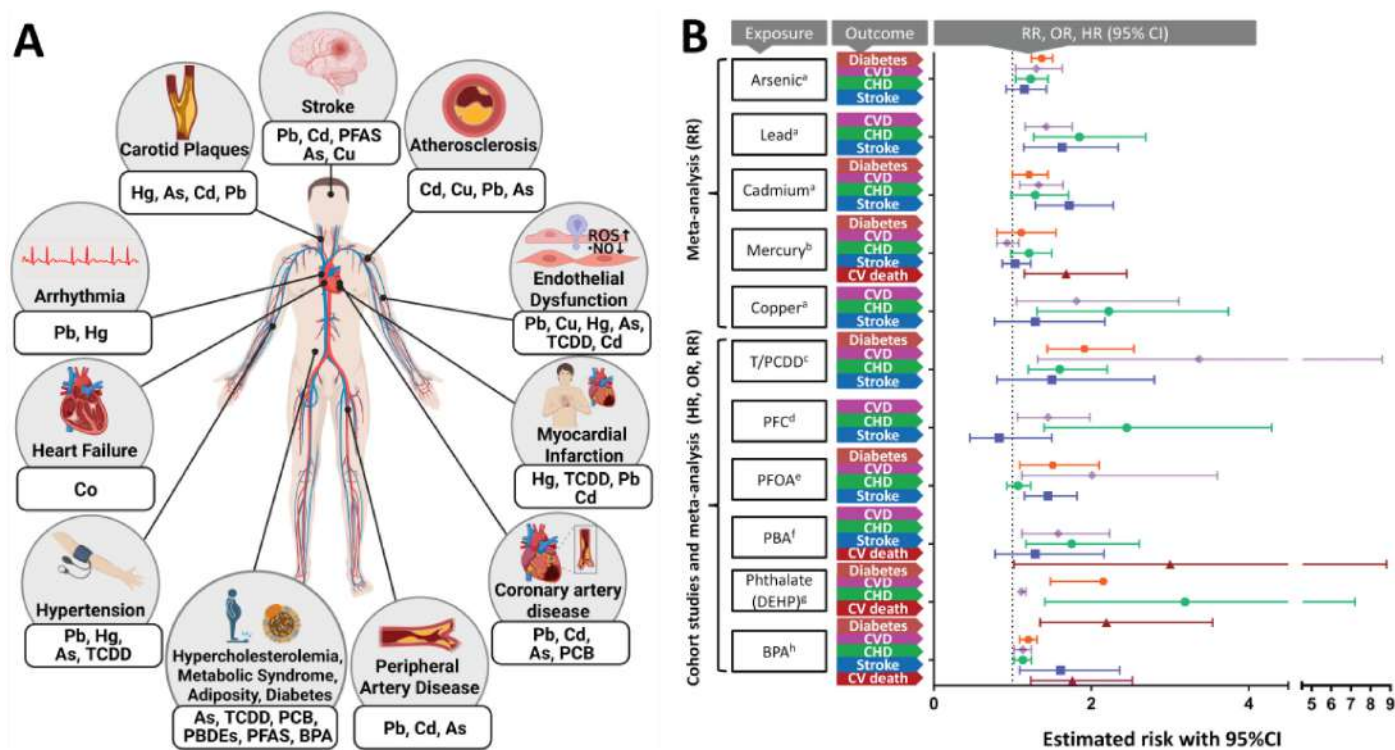 A
Stroke
Pb, Cd, PFAS
As, Cu
Carotid Plaques
Hg, As, Cd, Pb
Atherosclerosis
Cd, Cu, Pb, As
Arrhythmia
Pb, Hg
ROS↑
·NO↓
Endothelial
Dysfunction
Pb, Cu, Hg, As,
TCDD, Cd
Heart Failure
Co
Myocardial
Infarction
Hg, TCDD, Pb
Cd
Hypertension
Pb, Hg,
As, TCDD
Hypercholesterolemia,
Metabolic Syndrome,
Adiposity, Diabetes
As, TCDD, PCB,
PBDEs, PFAS, BPA
Peripheral
Artery Disease
Pb, Cd, As
Coronary artery
disease
Pb, Cd,
As, PCB
B
Exposure
Outcome
RR, OR, HR (95% CI)
Meta-analysis (RR)
Arsenicᵃ
Diabetes
CVD
CHD
Stroke
Leadᵃ
CVD
CHD
Stroke
Cadmiumᵃ
Diabetes
CVD
CHD
Stroke
Mercuryᵇ
Diabetes
CVD
CHD
Stroke
CV death
Copperᵃ
CVD
CHD
Stroke
Cohort studies and meta-analysis (HR, OR, RR)
T/PCDDᶜ
Diabetes
CVD
CHD
Stroke
PFCᵈ
CVD
CHD
Stroke
PFOAᵉ
Diabetes
CVD
CHD
Stroke
PBAᶠ
CVD
CHD
Stroke
CV death
Phthalate
(DEHP)ᵍ
Diabetes
CVD
CHD
CV death
BPAʰ
Diabetes
CVD
CHD
Stroke
CV death
0 2 4 5 6 7 8 9
Estimated risk with 95%CI